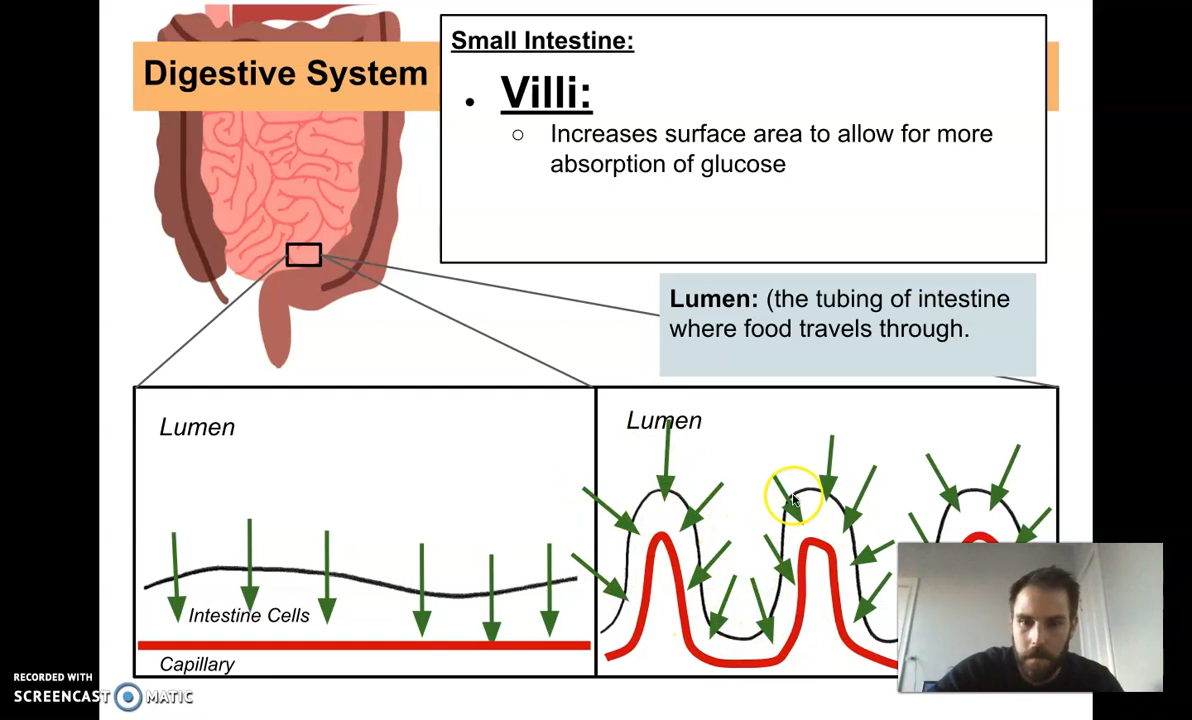 Digestive System
Small Intestine:
Villi:
Increases surface area to allow for more
absorption of glucose
Lumen: (the tubing of intestine
where food travels through.
Lumen
Lumen
Intestine Cells
Capillary
RECORDED WITH
SCREENCAST MATIC